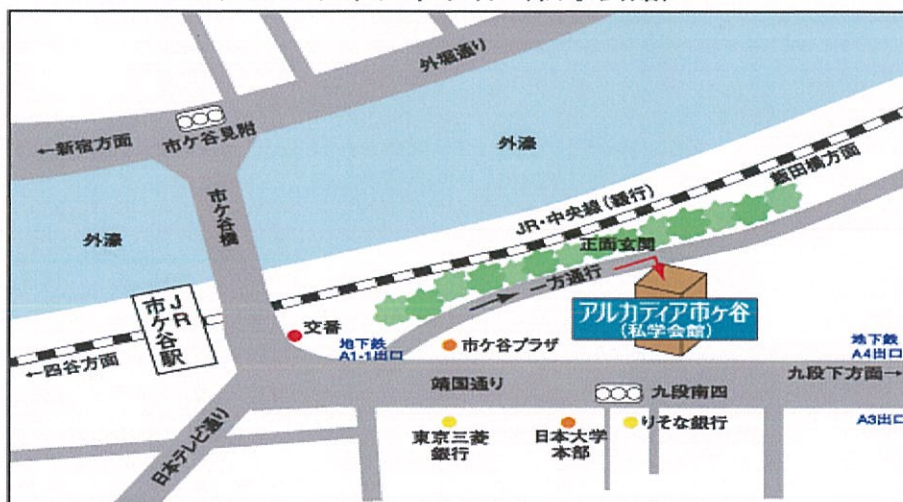 外堀通り
←新宿方面
市ケ谷見附
外濠
飯田橋方面
市ケ谷橋
JR・中央線(緩行)
外濠
正面玄関
一方通行
JR
市ケ谷駅
アルカディア市ヶ谷
(私学会館)
交番
地下鉄
A1-1出口
市ケ谷プラザ
地下鉄
A4出口
←四谷方面
九段下方面→
靖国通り
九段南四
A3出口
東京三菱
銀行
日本大学
本部
りそな銀行
日本テレビ通り